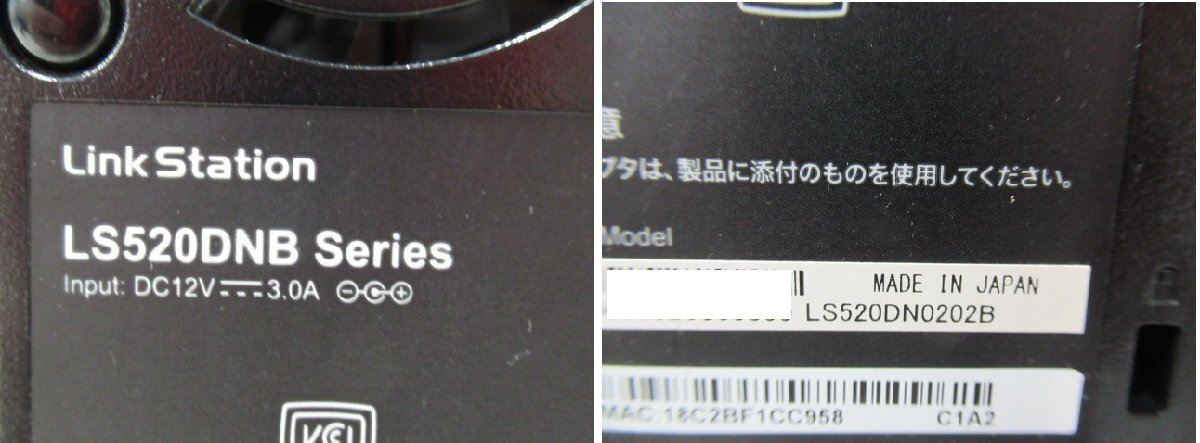 LinkStation
LS520DNB Series
Input: DC12V 3.0A
VCCI
意
プタは、製品に添付のものを使用してください。
Model
MADE IN JAPAN
LS520DN0202B
MAC:18C2BF1CC958 C1A2